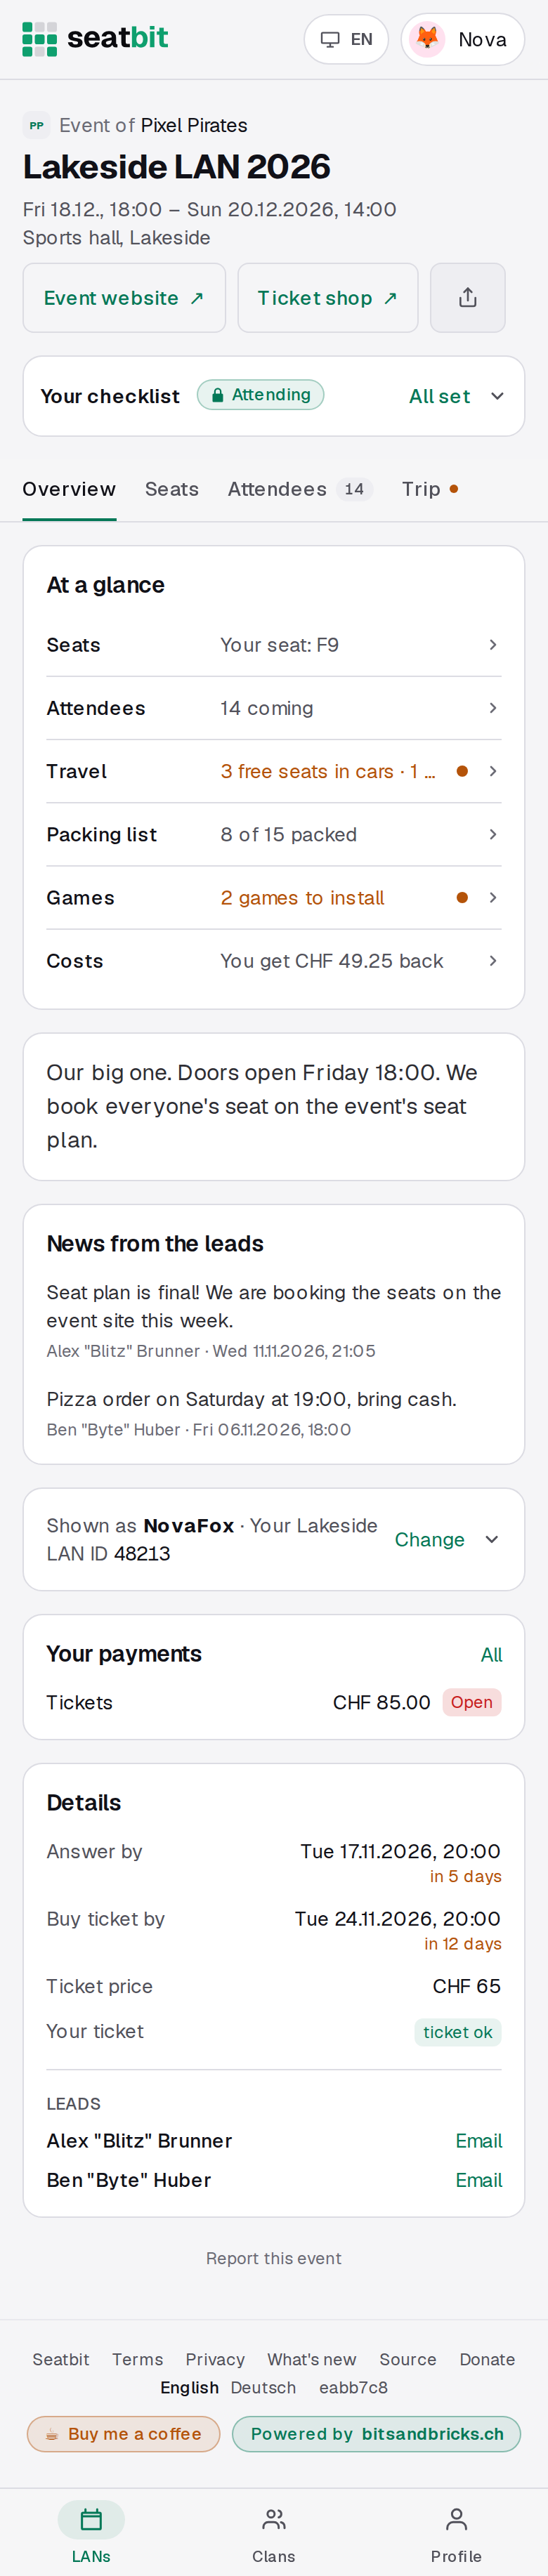 seatbit
EN
Nova
PP Event of Pixel Pirates
Lakeside LAN 2026
Fri 18.12., 18:00 – Sun 20.12.2026, 14:00
Sports hall, Lakeside
Event website ↗
Ticket shop ↗
Your checklist
Attending
All set
Overview
Seats
Attendees 14
Trip
At a glance
Seats Your seat: F9
Attendees 14 coming
Travel 3 free seats in cars · 1 ...
Packing list 8 of 15 packed
Games 2 games to install
Costs You get CHF 49.25 back
Our big one. Doors open Friday 18:00. We
book everyone's seat on the event's seat
plan.
News from the leads
Seat plan is final! We are booking the seats on the
event site this week.
Alex "Blitz" Brunner · Wed 11.11.2026, 21:05
Pizza order on Saturday at 19:00, bring cash.
Ben "Byte" Huber · Fri 06.11.2026, 18:00
Shown as NovaFox · Your Lakeside
LAN ID 48213
Change
Your payments All
Tickets CHF 85.00 Open
Details
Answer by Tue 17.11.2026, 20:00
in 5 days
Buy ticket by Tue 24.11.2026, 20:00
in 12 days
Ticket price CHF 65
Your ticket ticket ok
LEADS
Alex "Blitz" Brunner Email
Ben "Byte" Huber Email
Report this event
Seatbit Terms Privacy What's new Source Donate
English Deutsch eabb7c8
Buy me a coffee
Powered by bitsandbricks.ch
LANs Clans Profile